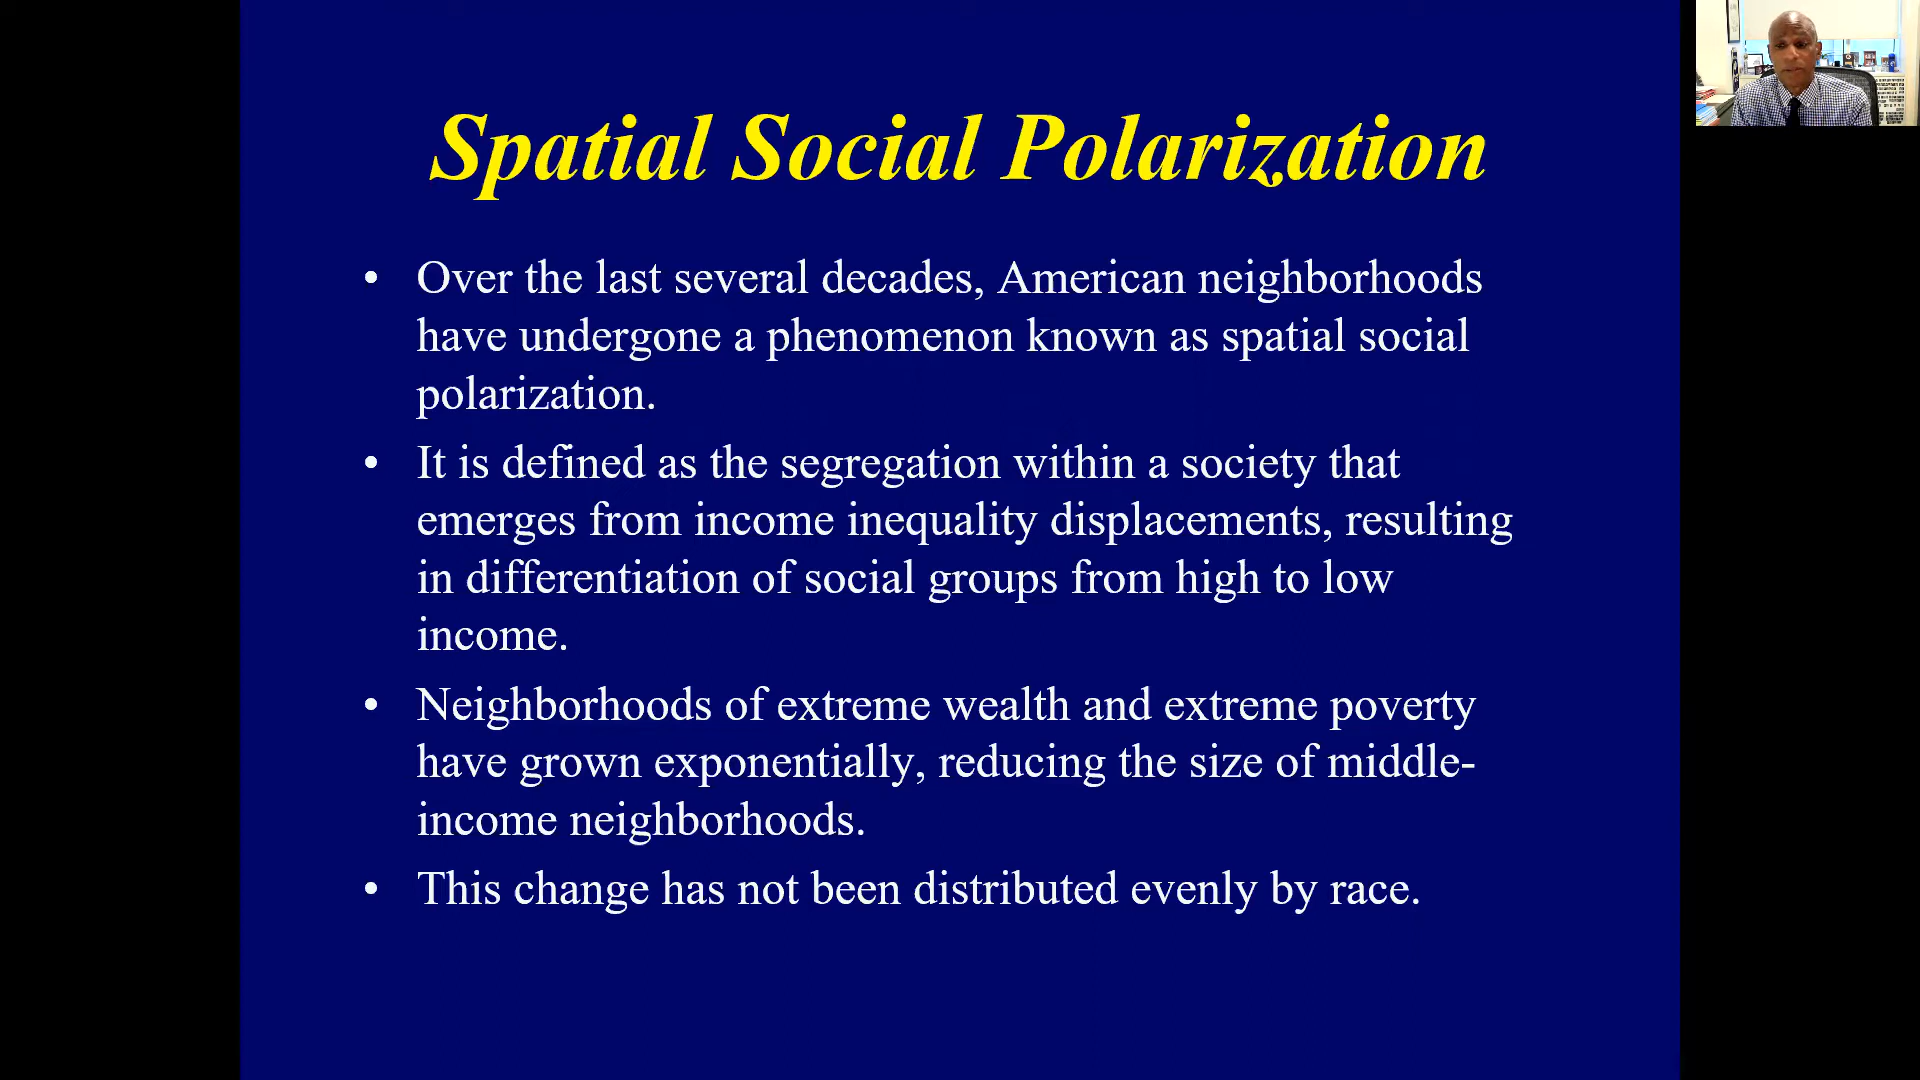 Spatial Social Polarization
• Over the last several decades, American neighborhoods
have undergone a phenomenon known as spatial social
polarization.
• It is defined as the segregation within a society that
emerges from income inequality displacements, resulting
in differentiation of social groups from high to low
income.
• Neighborhoods of extreme wealth and extreme poverty
have grown exponentially, reducing the size of middle-
income neighborhoods.
• This change has not been distributed evenly by race.